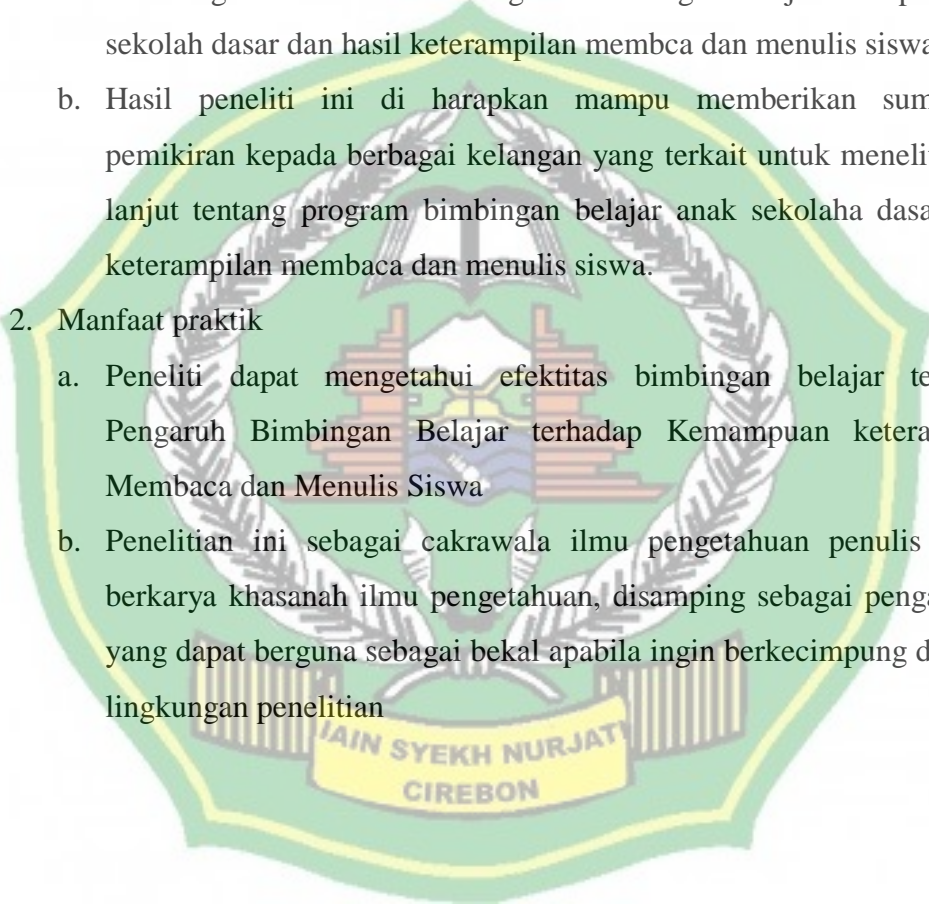 sekolah dasar dan hasil keterampilan membca dan menulis siswa
b. Hasil peneliti ini di harapkan mampu memberikan sum
pemikiran kepada berbagai kelangan yang terkait untuk menelit
lanjut tentang program bimbingan belajar anak sekolaha dasa
keterampilan membaca dan menulis siswa.
2. Manfaat praktik
a. Peneliti dapat mengetahui efektitas bimbingan belajar te
Pengaruh Bimbingan Belajar terhadap Kemampuan ketera
Membaca dan Menulis Siswa
b. Penelitian ini sebagai cakrawala ilmu pengetahuan penulis
berkarya khasanah ilmu pengetahuan, disamping sebagai penga
yang dapat berguna sebagai bekal apabila ingin berkecimpung d
lingkungan penelitian
IAIN SYEKH NURJATI
CIREBON